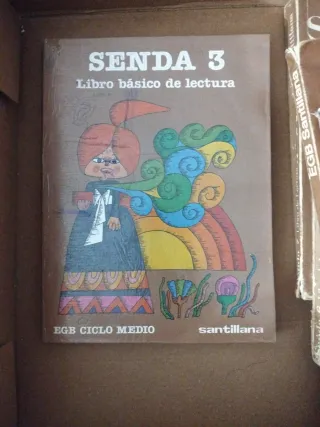 SENDA 3
Libro básico de lectura
EGB CICLO MEDIO
santillana
EGB Santillana